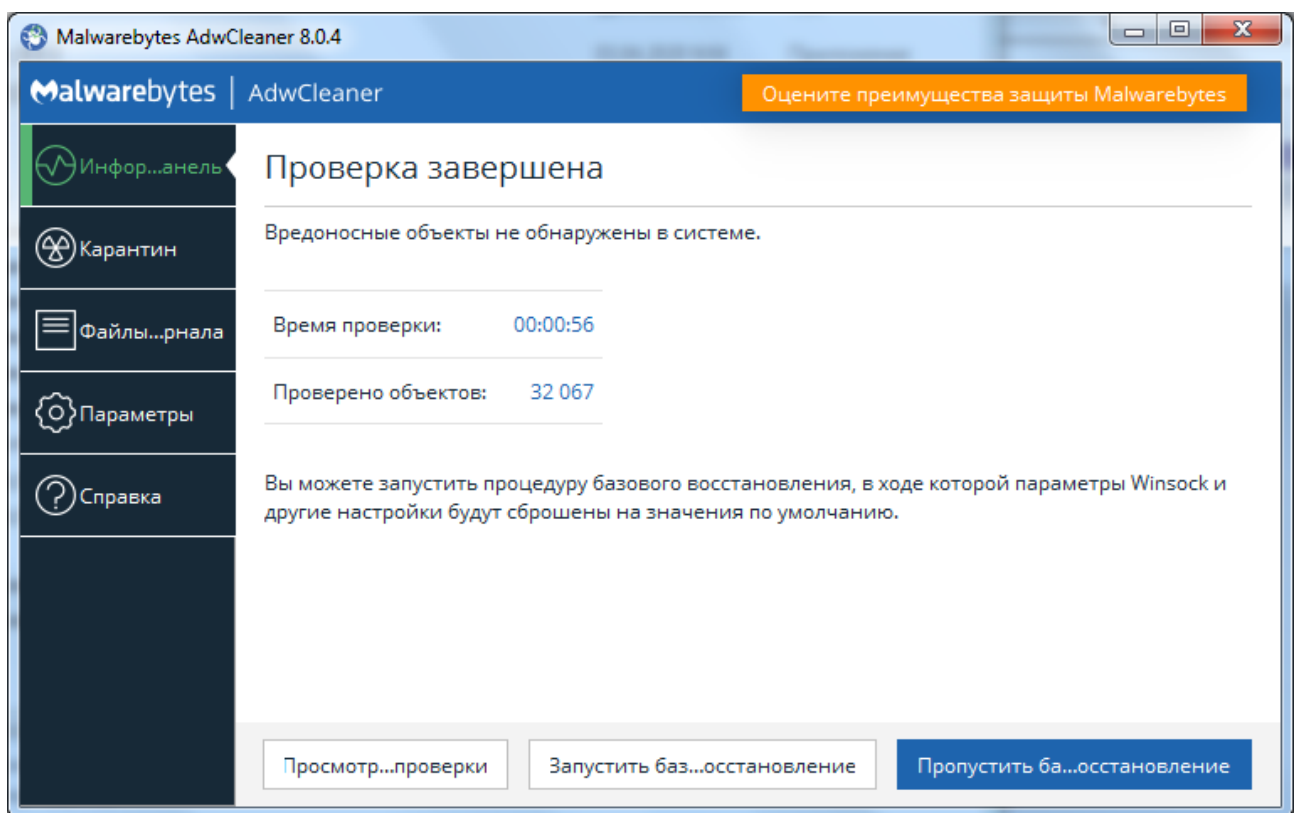 Malwarebytes AdwCleaner 8.0.4
Malwarebytes | AdwCleaner
Оцените преимущества защиты Malwarebytes
Инфор...анель
Карантин
Файлы...рнала
Параметры
Справка
Проверка завершена
Вредоносные объекты не обнаружены в системе.
Время проверки: 00:00:56
Проверено объектов: 32 067
Вы можете запустить процедуру базового восстановления, в ходе которой параметры Winsock и
другие настройки будут сброшены на значения по умолчанию.
Просмотр...проверки
Запустить баз...осстановление
Пропустить ба...осстановление